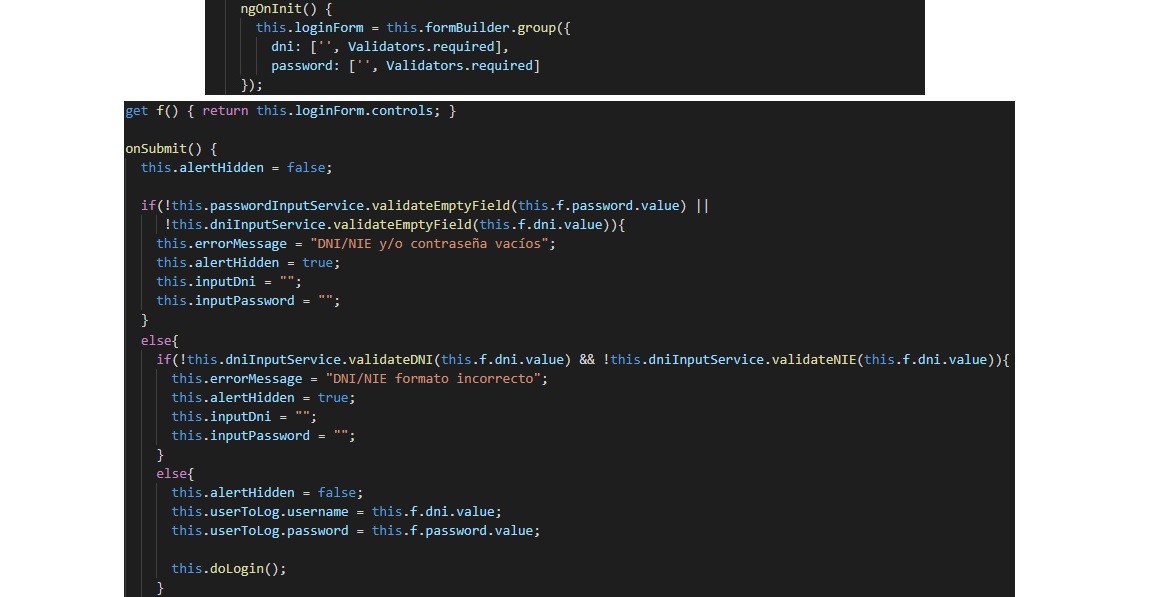 ngOnInit() {
this.loginForm = this.formBuilder.group({
dni: ['', Validators.required],
password: ['', Validators.required]
});
get f() { return this.loginForm.controls; }
onSubmit() {
this.alertHidden = false;
if(!this.passwordInputService.validateEmptyField(this.f.password.value) ||
!this.dniInputService.validateEmptyField(this.f.dni.value)){
this.errorMessage = "DNI/NIE y/o contraseña vacíos";
this.alertHidden = true;
this.inputDni = "";
this.inputPassword = "";
}
else{
if(!this.dniInputService.validateDNI(this.f.dni.value) && !this.dniInputService.validateNIE(this.f.dni.value)){
this.errorMessage = "DNI/NIE formato incorrecto";
this.alertHidden = true;
this.inputDni = "";
this.inputPassword = "";
}
else{
this.alertHidden = false;
this.userToLog.username = this.f.dni.value;
this.userToLog.password = this.f.password.value;
this.doLogin();
}